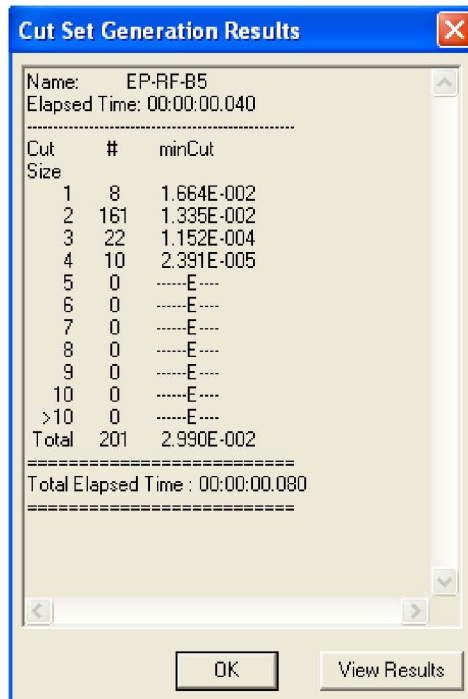 Cut Set Generation Results
Name: EP-RF-B5
Elapsed Time: 00:00:00.040
--------------------------------------------------
Cut # minCut
Size
1 8 1.664E-002
2 161 1.335E-002
3 22 1.152E-004
4 10 2.391E-005
5 0 ------E----
6 0 ------E----
7 0 ------E----
8 0 ------E----
9 0 ------E----
10 0 ------E----
>10 0 ------E----
Total 201 2.990E-002
==========================
Total Elapsed Time : 00:00:00.080
==========================
OK View Results